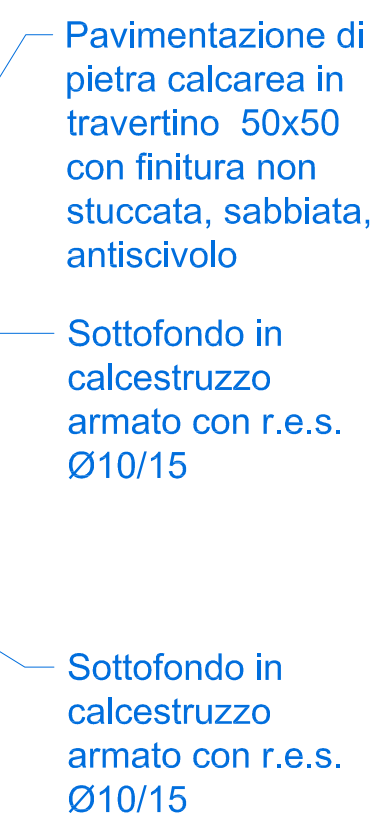 Pavimentazione di
pietra calcarea in
travertino  50x50
con finitura non
stuccata, sabbiata,
antiscivolo
Sottofondo in
calcestruzzo
armato con r.e.s.
Ø10/15
Sottofondo in
calcestruzzo
armato con r.e.s.
Ø10/15